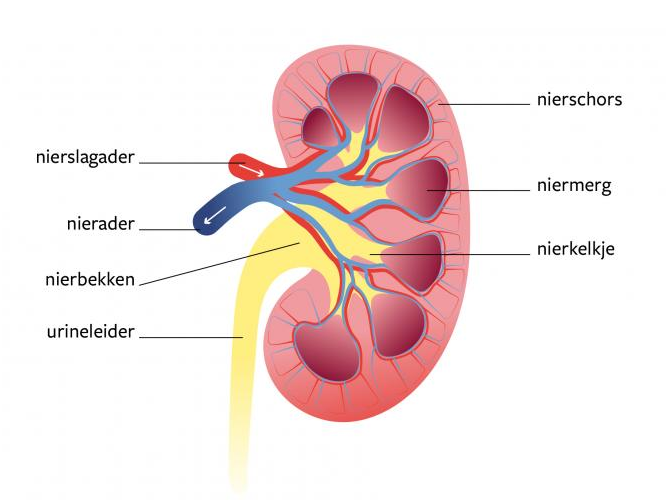 nierschors
nierslagader
niermerg
nierader
nierkelkje
nierbekken
urineleider